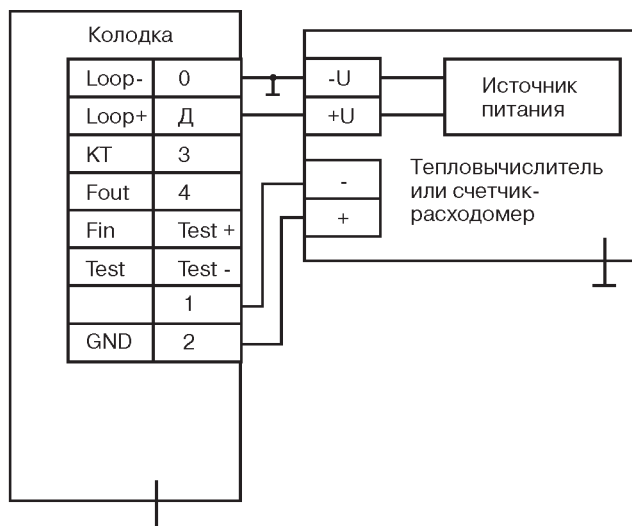 Колодка
Loop- 0
Loop+ Д
KT 3
Fout 4
Fin Test +
Test Test -
1
GND 2
-U
+U
-
+
Источник
питания
Тепловычислитель
или счетчик-
расходомер